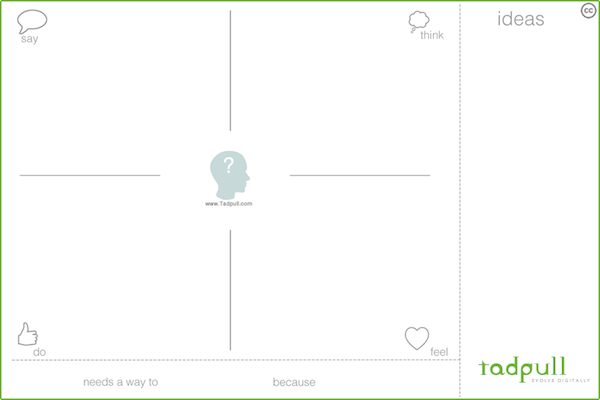 say
think
ideas
cc
?
www.Tadpull.com
do
feel
needs a way to
because
tadpull
EVOLVE DIGITALLY